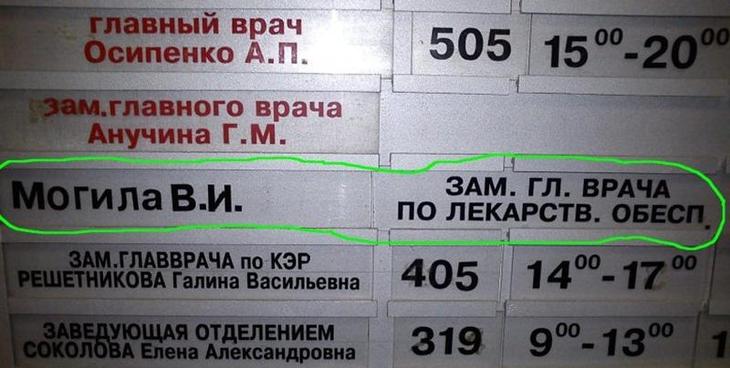 главный врач
Осипенко А.П.
505
15⁰⁰-20⁰⁰
зам.главного врача
Анучина Г.М.
Могила В.И.
ЗАМ. ГЛ. ВРАЧА
ПО ЛЕКАРСТВ. ОБЕСП.
ЗАМ.ГЛАВВРАЧА по КЭР
РЕШЕТНИКОВА Галина Васильевна
405
14⁰⁰-17⁰⁰
ЗАВЕДУЮЩАЯ ОТДЕЛЕНИЕМ
СОКОЛОВА Елена Александровна
319
9⁰⁰-13⁰⁰
1